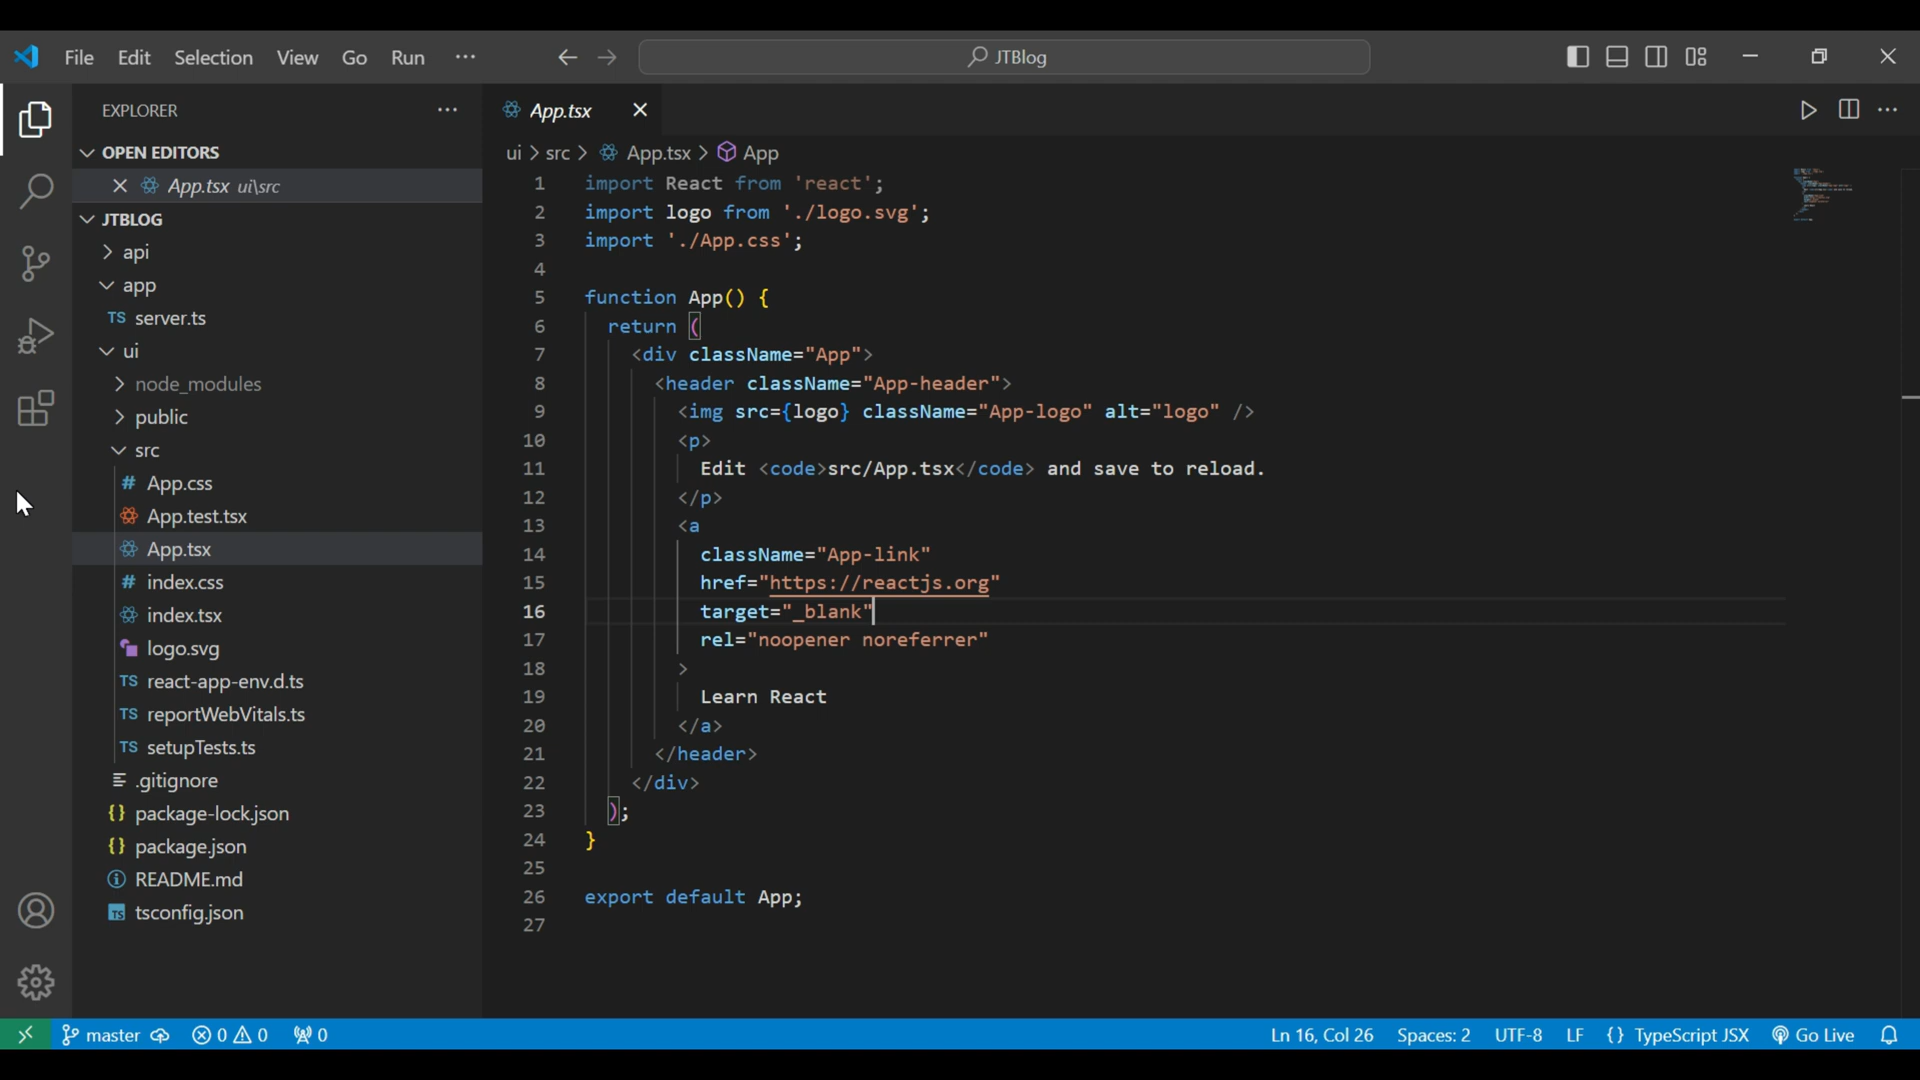 File Edit Selection View Go Run ··· JTBlog
EXPLORER ···
OPEN EDITORS
App.tsx ui\src
JTBLOG
api
app
TS server.ts
ui
node_modules
public
src
# App.css
App.test.tsx
App.tsx
# index.css
index.tsx
logo.svg
TS react-app-env.d.ts
TS reportWebVitals.ts
TS setupTests.ts
.gitignore
{} package-lock.json
{} package.json
README.md
TS tsconfig.json
App.tsx
ui > src > App.tsx > App
1 import React from 'react';
2 import logo from './logo.svg';
3 import './App.css';
4
5 function App() {
6 return (
7 <div className="App">
8 <header className="App-header">
9 <img src={logo} className="App-logo" alt="logo" />
10 <p>
11 Edit <code>src/App.tsx</code> and save to reload.
12 </p>
13 <a
14 className="App-link"
15 href="https://reactjs.org"
16 target="_blank"
17 rel="noopener noreferrer"
18 >
19 Learn React
20 </a>
21 </header>
22 </div>
23 );
24 }
25
26 export default App;
27
master 0 0 0 Ln 16, Col 26 Spaces: 2 UTF-8 LF {} TypeScript JSX Go Live